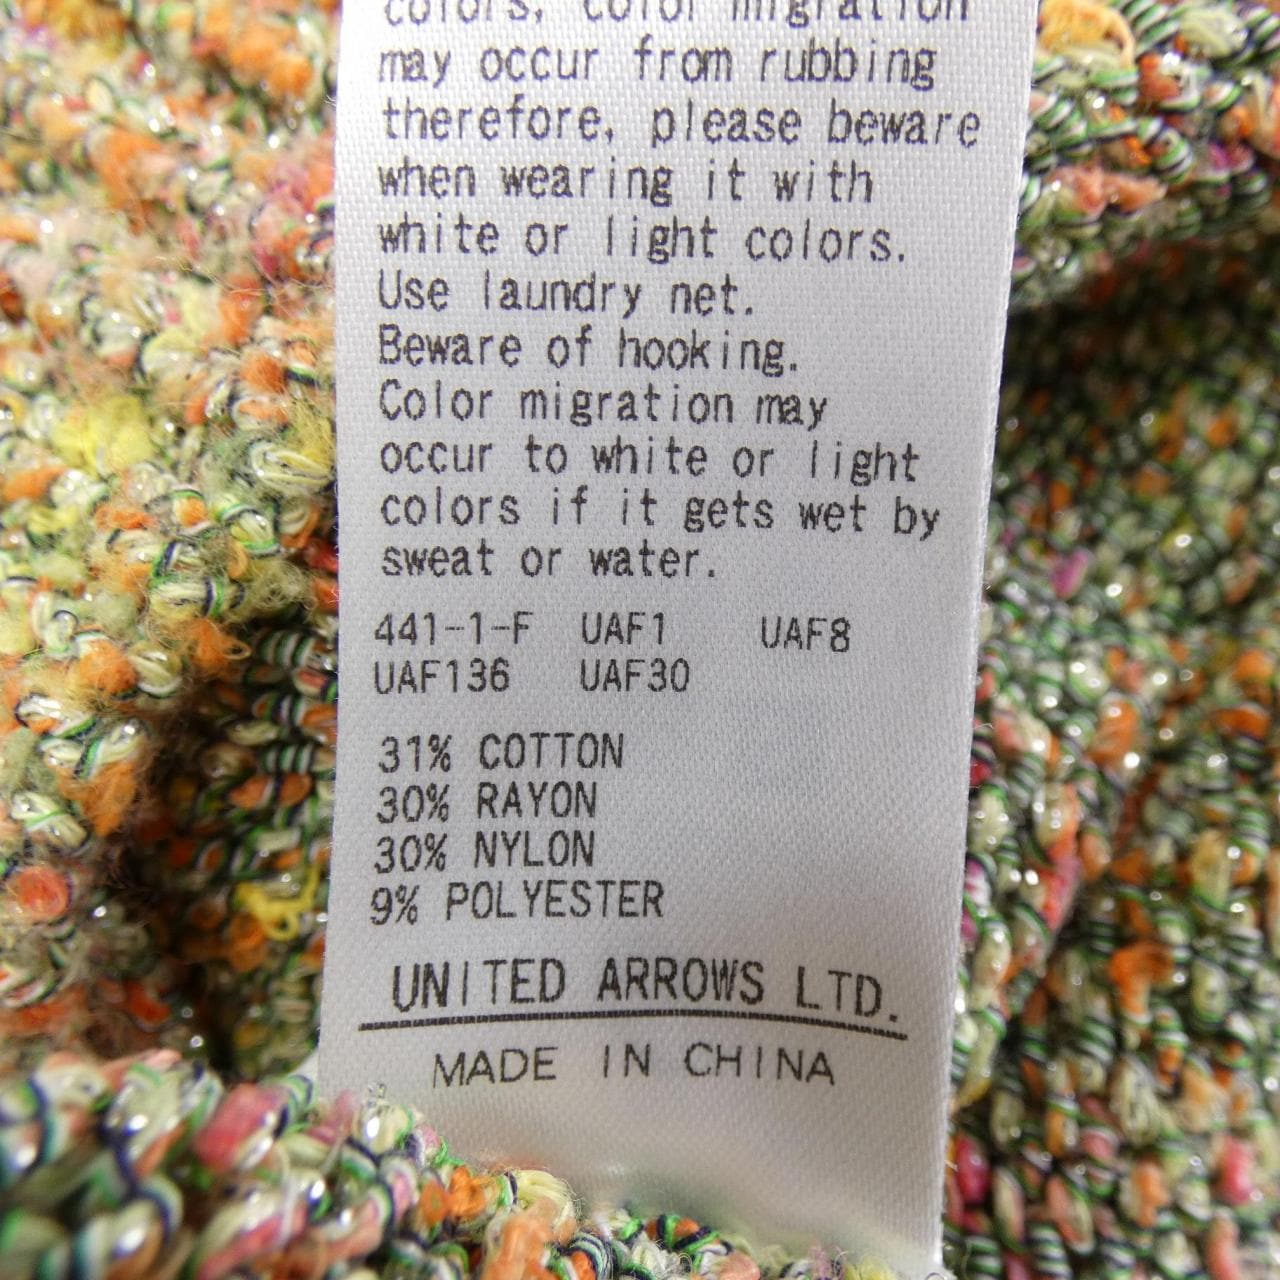 colors, color migration
may occur from rubbing
therefore, please beware
when wearing it with
white or light colors.
Use laundry net.
Beware of hooking.
Color migration may
occur to white or light
colors if it gets wet by
sweat or water.
441-1-F UAF1 UAF8
UAF136 UAF30
31% COTTON
30% RAYON
30% NYLON
9% POLYESTER
UNITED ARROWS LTD.
MADE IN CHINA